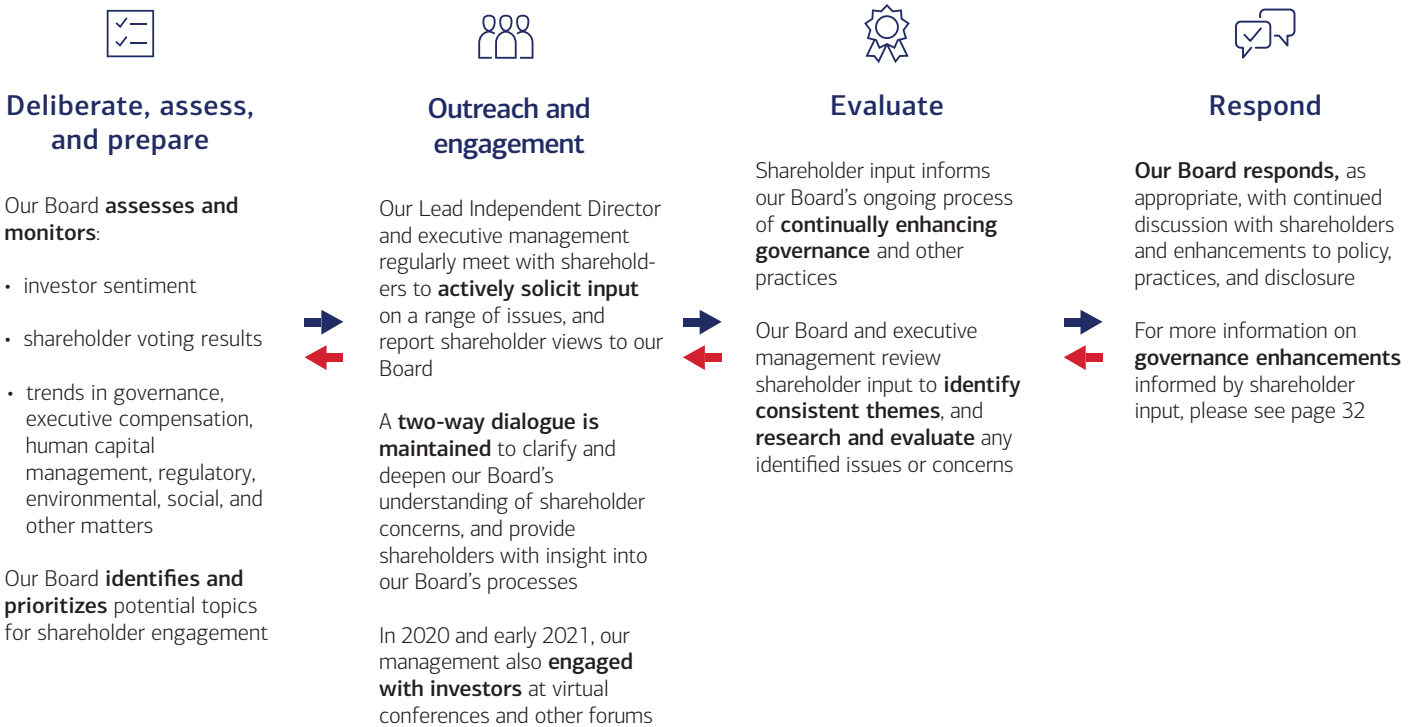 Deliberate, assess,
and prepare
Our Board assesses and
monitors:
• investor sentiment
• shareholder voting results
• trends in governance,
executive compensation,
human capital
management, regulatory,
environmental, social, and
other matters
Our Board identifies and
prioritizes potential topics
for shareholder engagement
Outreach and
engagement
Our Lead Independent Director
and executive management
regularly meet with sharehold-
ers to actively solicit input
on a range of issues, and
report shareholder views to our
Board
A two-way dialogue is
maintained to clarify and
deepen our Board's
understanding of shareholder
concerns, and provide
shareholders with insight into
our Board's processes
In 2020 and early 2021, our
management also engaged
with investors at virtual
conferences and other forums
Evaluate
Shareholder input informs
our Board's ongoing process
of continually enhancing
governance and other
practices
Our Board and executive
management review
shareholder input to identify
consistent themes, and
research and evaluate any
identified issues or concerns
Respond
Our Board responds, as
appropriate, with continued
discussion with shareholders
and enhancements to policy,
practices, and disclosure
For more information on
governance enhancements
informed by shareholder
input, please see page 32